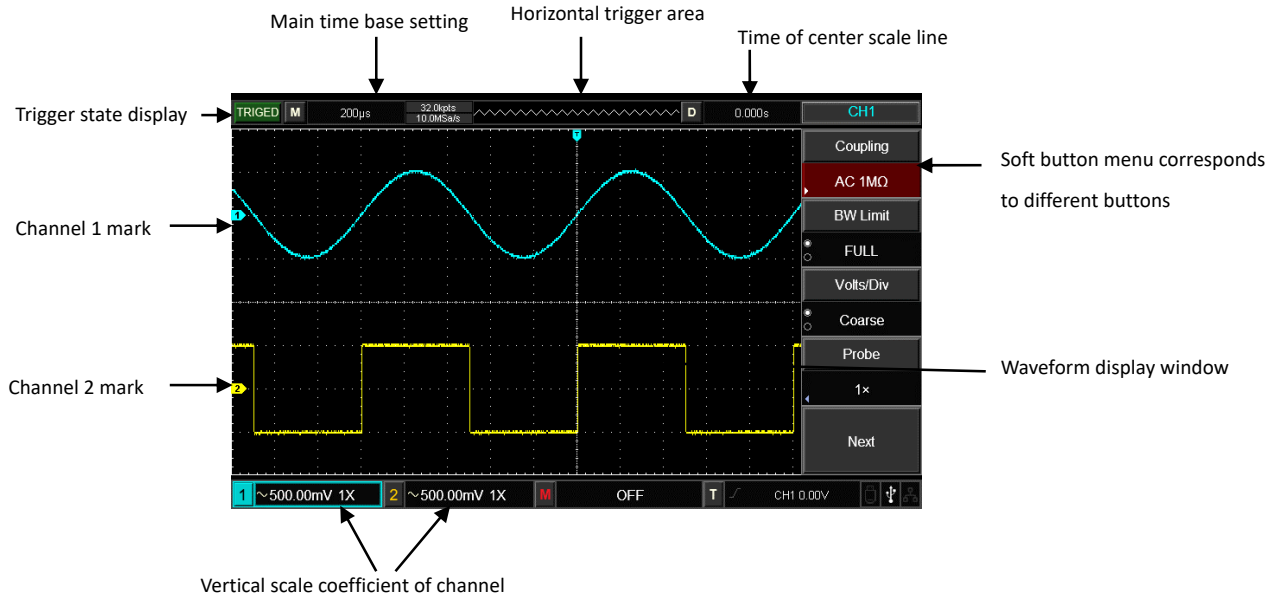 Main time base setting
Horizontal trigger area
Time of center scale line
Trigger state display
TRIGED M 200μs 32.0kpts D 0.000s CH1
10.0MSa/s
T
Coupling
Soft button menu corresponds
to different buttons
AC 1MΩ
BW Limit
1
Channel 1 mark
FULL
Volts/Div
Coarse
Probe
Waveform display window
Channel 2 mark
2
1×
Next
1 ~500.00mV 1X 2 ~500.00mV 1X M OFF T CH1 0.00V
Vertical scale coefficient of channel